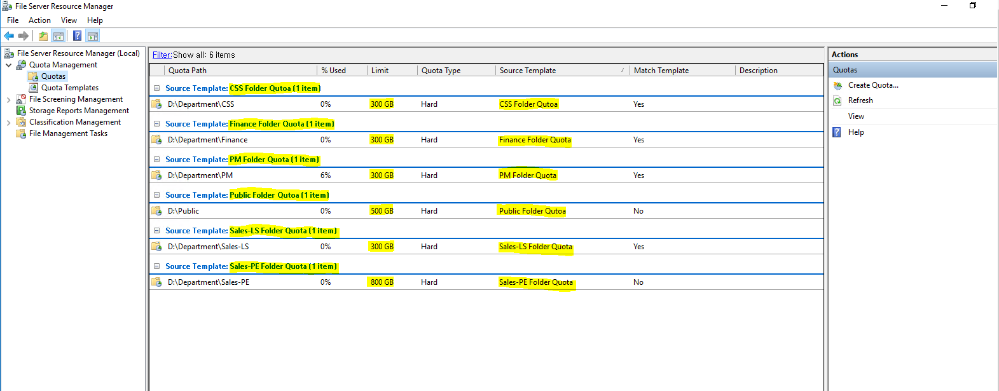 File Server Resource Manager
File Action View Help
File Server Resource Manager (Local)
Quota Management
Quotas
Quota Templates
File Screening Management
Storage Reports Management
Classification Management
File Management Tasks
Filter: Show all: 6 items
Quota Path % Used Limit Quota Type Source Template Match Template Description
Source Template: CSS Folder Qutoa (1 item)
D:\Department\CSS 0% 300 GB Hard CSS Folder Qutoa Yes
Source Template: Finance Folder Quota (1 item)
D:\Department\Finance 0% 300 GB Hard Finance Folder Quota Yes
Source Template: PM Folder Quota (1 item)
D:\Department\PM 6% 300 GB Hard PM Folder Quota Yes
Source Template: Public Folder Qutoa (1 item)
D:\Public 0% 500 GB Hard Public Folder Qutoa No
Source Template: Sales-LS Folder Quota (1 item)
D:\Department\Sales-LS 0% 300 GB Hard Sales-LS Folder Quota Yes
Source Template: Sales-PE Folder Quota (1 item)
D:\Department\Sales-PE 0% 800 GB Hard Sales-PE Folder Quota No
Actions
Quotas
Create Quota...
Refresh
View
Help